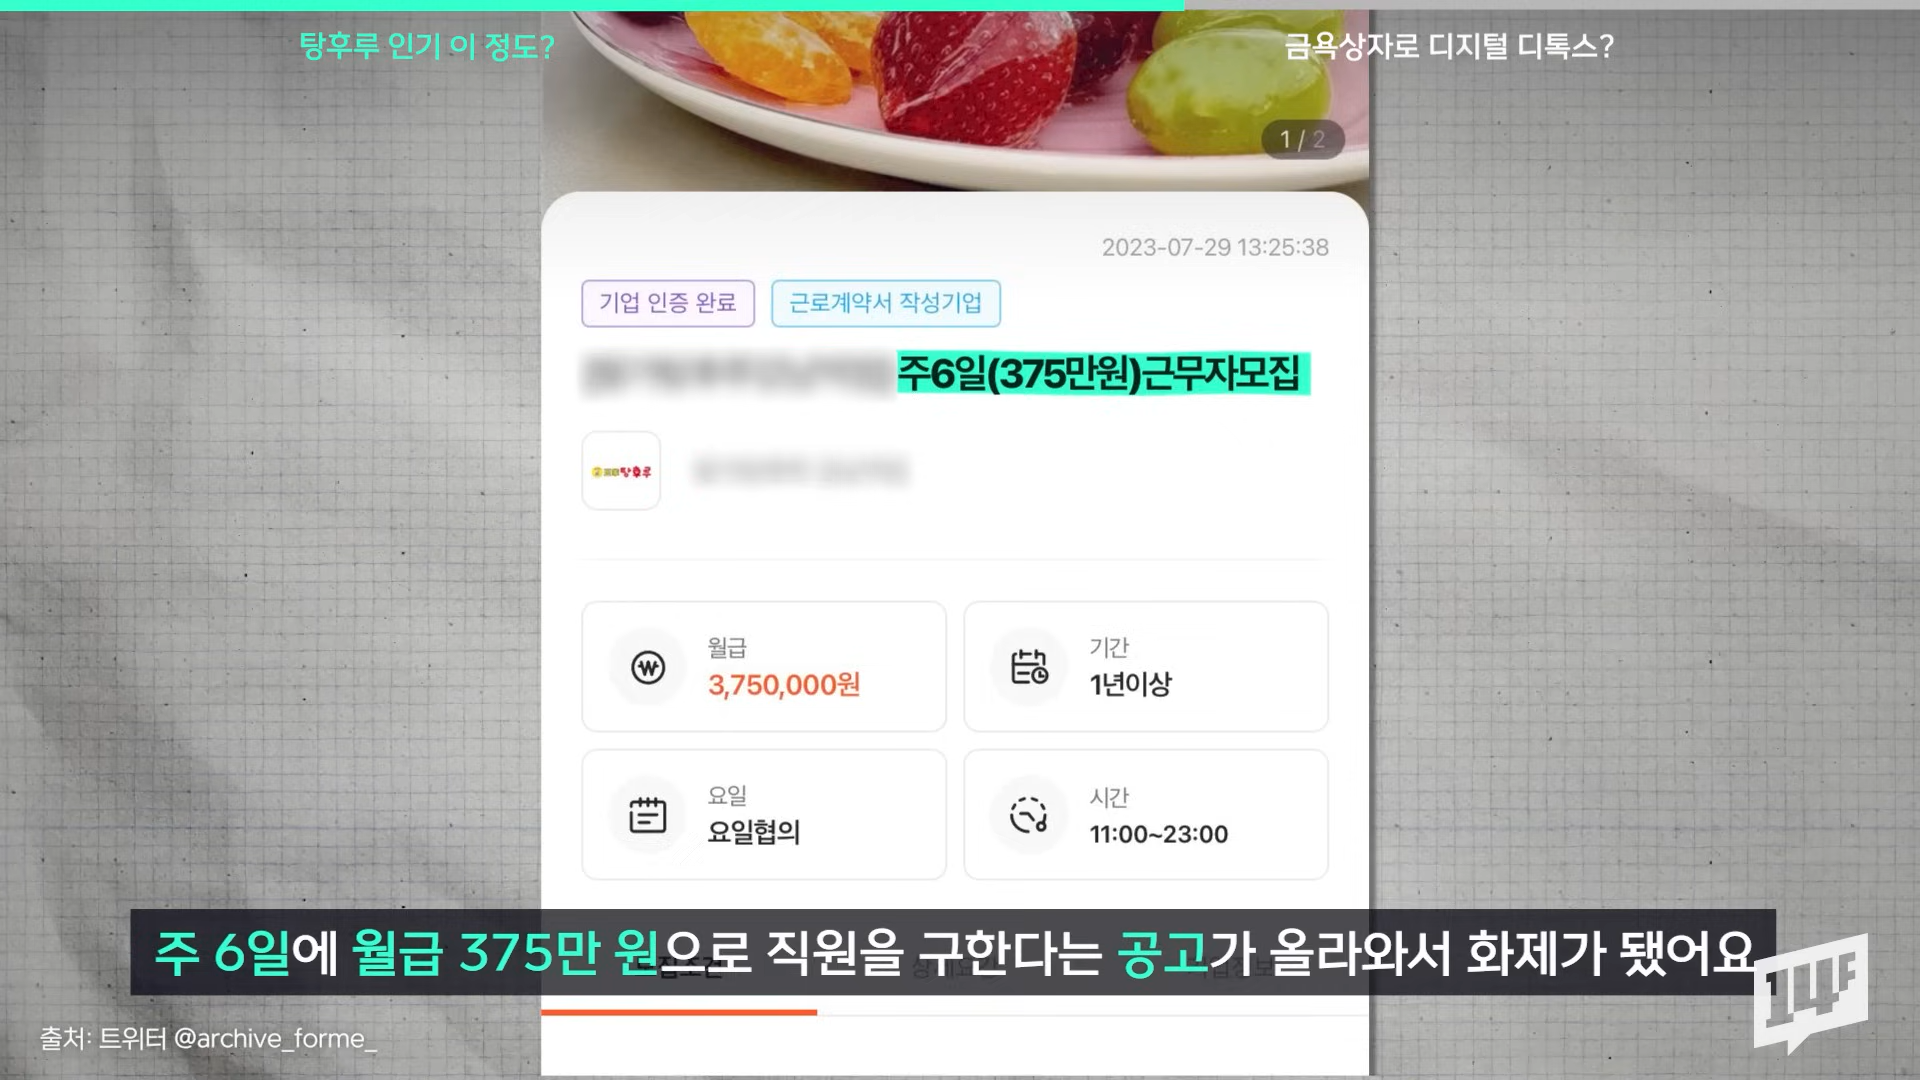 탕후루 인기 이 정도?
금욕상자로 디지털 디톡스?
1 / 2
2023-07-29 13:25:38
기업 인증 완료
근로계약서 작성기업
주6일(375만원)근무자모집
탕후루
월급
3,750,000원
기간
1년이상
요일
요일협의
시간
11:00~23:00
주 6일에 월급 375만 원으로 직원을 구한다는 공고가 올라와서 화제가 됐어요
출처: 트위터 @archive_forme_
14F